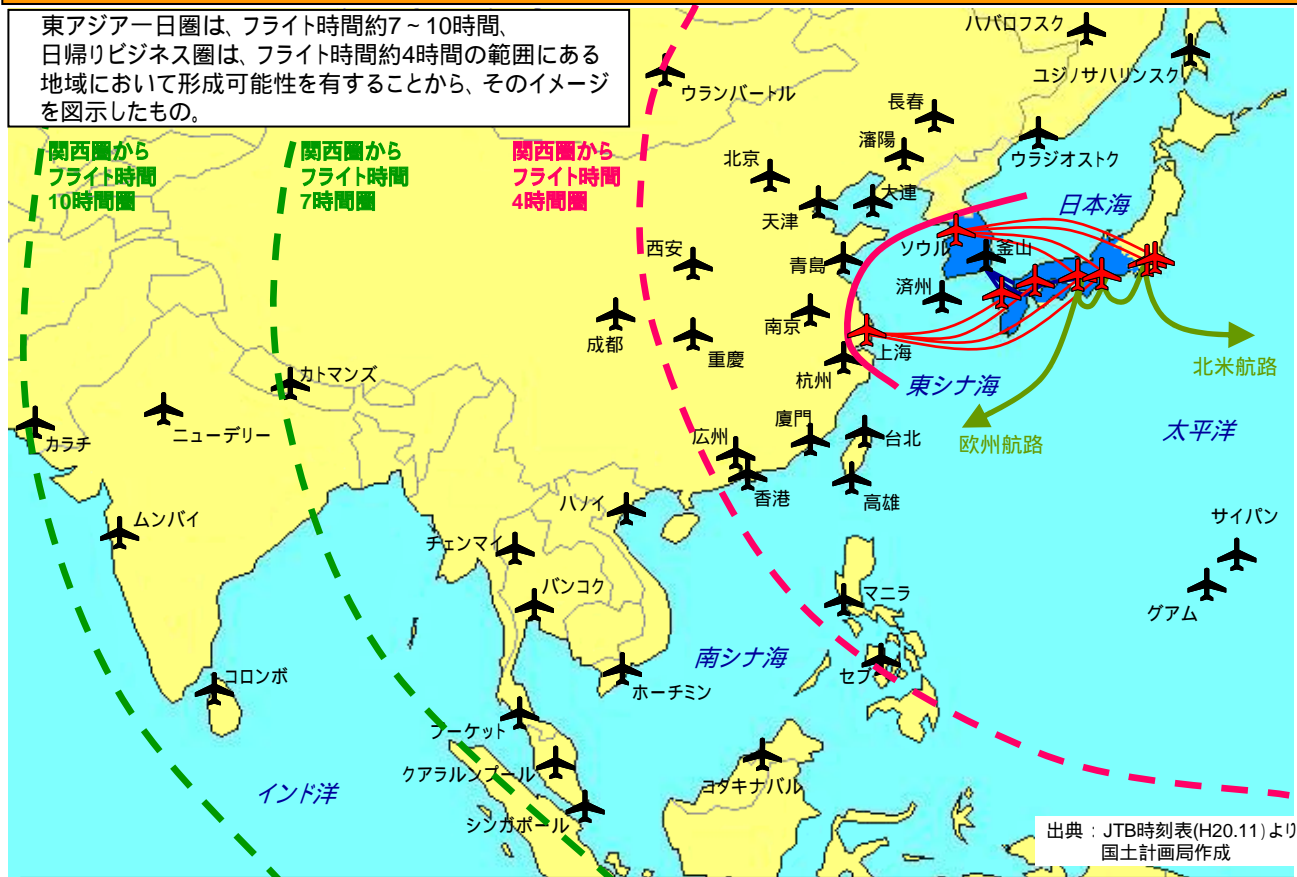 東アジア一日圏は、フライト時間約7～10時間、
日帰りビジネス圏は、フライト時間約4時間の範囲にある
地域において形成可能性を有することから、そのイメージ
を図示したもの。
ハバロフスク
ユジノサハリンスク
ウランバートル
長春
瀋陽
ウラジオストク
関西圏から
フライト時間
10時間圏
関西圏から
フライト時間
7時間圏
関西圏から
フライト時間
4時間圏
北京
天津
大連
日本海
西安
青島
ソウル
釜山
済州
成都
重慶
南京
上海
杭州
東シナ海
北米航路
カトマンズ
カラチ
ニューデリー
広州
厦門
台北
欧州航路
太平洋
香港
高雄
ムンバイ
ハノイ
チェンマイ
サイパン
バンコク
マニラ
グアム
南シナ海
セブ
コロンボ
ホーチミン
プーケット
クアラルンプール
コタキナバル
インド洋
シンガポール
出典：JTB時刻表(H20.11)より
国土計画局作成